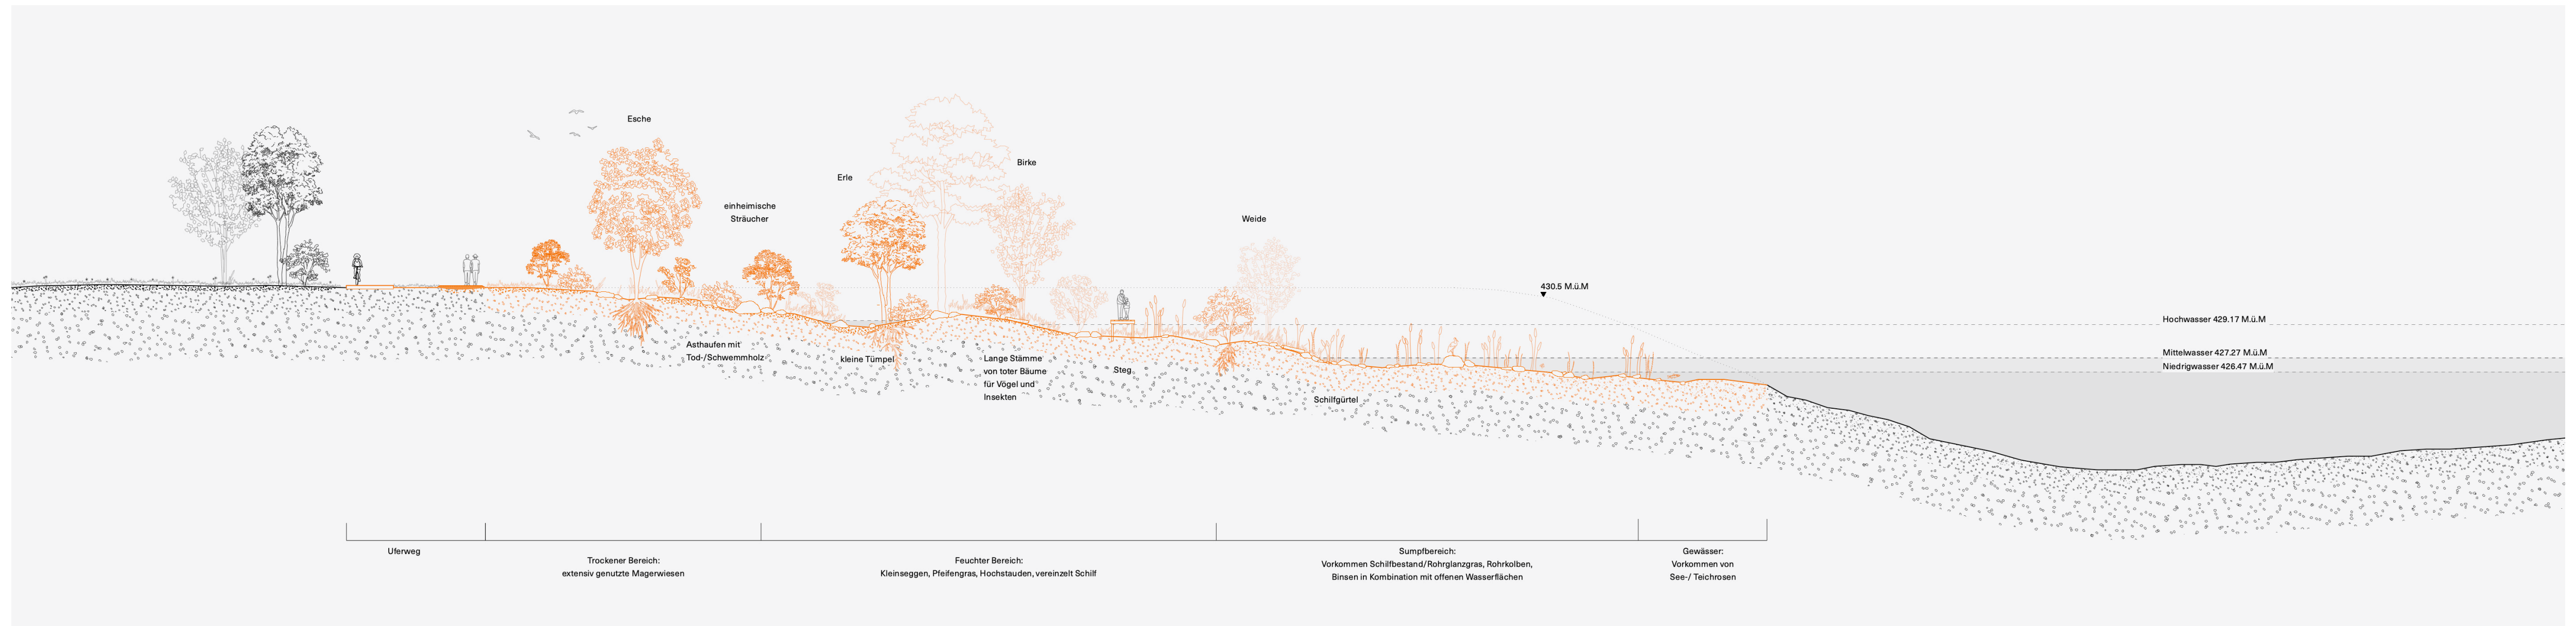 Esche
Birke
Erle
einheimische
Sträucher
Weide
430.5 M.ü.M
Hochwasser 429.17 M.ü.M
Mittelwasser 427.27 M.ü.M
Niedrigwasser 426.47 M.ü.M
Asthaufen mit
Tod-/Schwemmholz
kleine Tümpel
Lange Stämme
von toter Bäume
für Vögel und
Insekten
Steg
Schilfgürtel
Uferweg
Trockener Bereich:
extensiv genutzte Magerwiesen
Feuchter Bereich:
Kleinseggen, Pfeifengras, Hochstauden, vereinzelt Schilf
Sumpfbereich:
Vorkommen Schilfbestand/Rohrglanzgras, Rohrkolben,
Binsen in Kombination mit offenen Wasserflächen
Gewässer:
Vorkommen von
See-/ Teichrosen